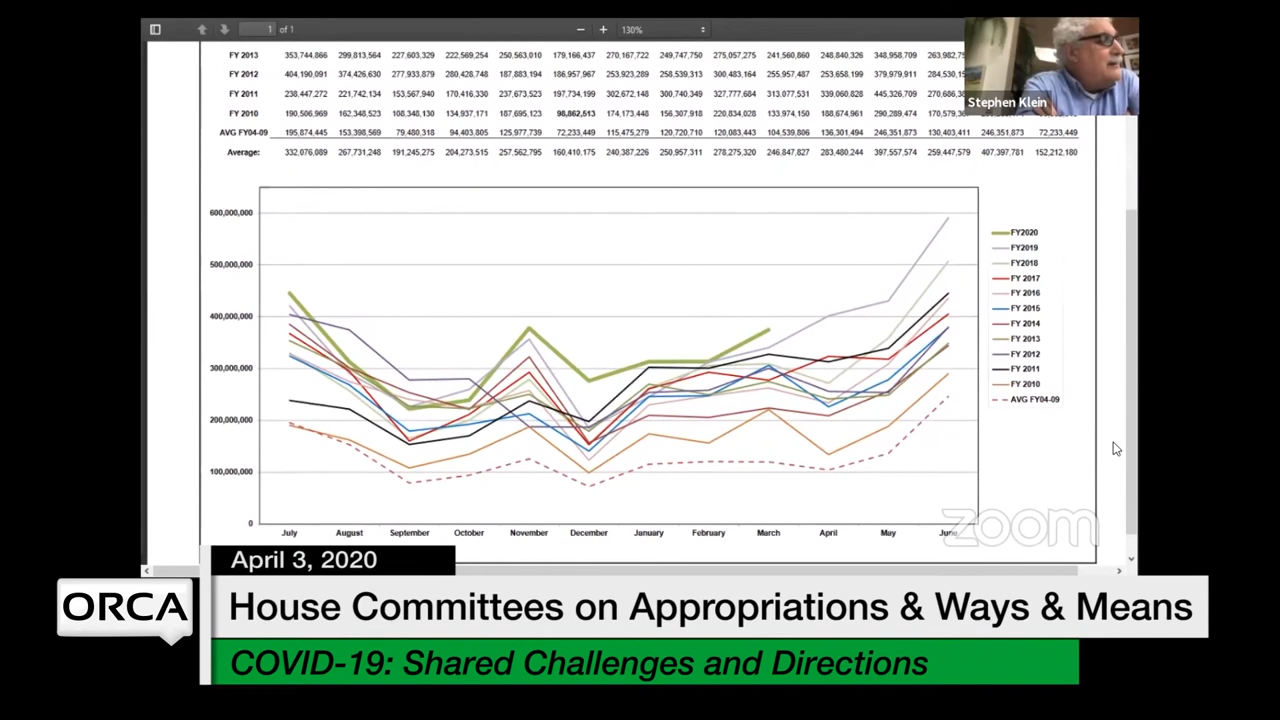 1 of 1
130%
FY 2013 353,744,866 299,813,564 227,603,329 222,569,254 250,563,010 179,166,437 270,167,722 249,747,750 275,057,275 241,560,860 248,840,326 348,958,709
FY 2012 404,190,091 374,426,630 277,933,879 280,428,748 187,883,194 186,957,967 253,923,289 258,539,313 300,483,164 255,957,487 253,658,199 379,979,911
FY 2011 238,447,272 221,742,134 153,567,940 170,416,330 237,673,523 197,734,199 302,672,148 300,740,349 327,777,684 313,077,531 339,060,828 445,326,709
FY 2010 190,506,969 162,348,523 108,348,130 134,937,171 187,695,123 98,862,513 174,173,448 156,307,918 220,834,028 133,974,150 188,674,961 290,289,474
AVG FY04-09 195,874,445 153,398,569 79,480,318 94,403,805 125,977,739 72,233,449 115,475,279 120,720,710 120,083,443 104,539,806 136,301,494 246,351,873 130,403,411 246,351,873 72,233,449
Average: 332,076,089 267,731,248 191,245,275 204,273,515 257,562,795 160,410,175 240,387,226 250,957,311 278,275,320 246,847,827 283,480,244 397,557,574 259,447,579 407,397,781 152,212,180
Stephen Klein
600,000,000
500,000,000
400,000,000
300,000,000
200,000,000
100,000,000
0
July August September October November December January February March April May June
FY2020
FY2019
FY2018
FY 2017
FY 2016
FY 2015
FY 2014
FY 2013
FY 2012
FY 2011
FY 2010
AVG FY04-09
zoom
April 3, 2020
ORCA
House Committees on Appropriations & Ways & Means
COVID-19: Shared Challenges and Directions